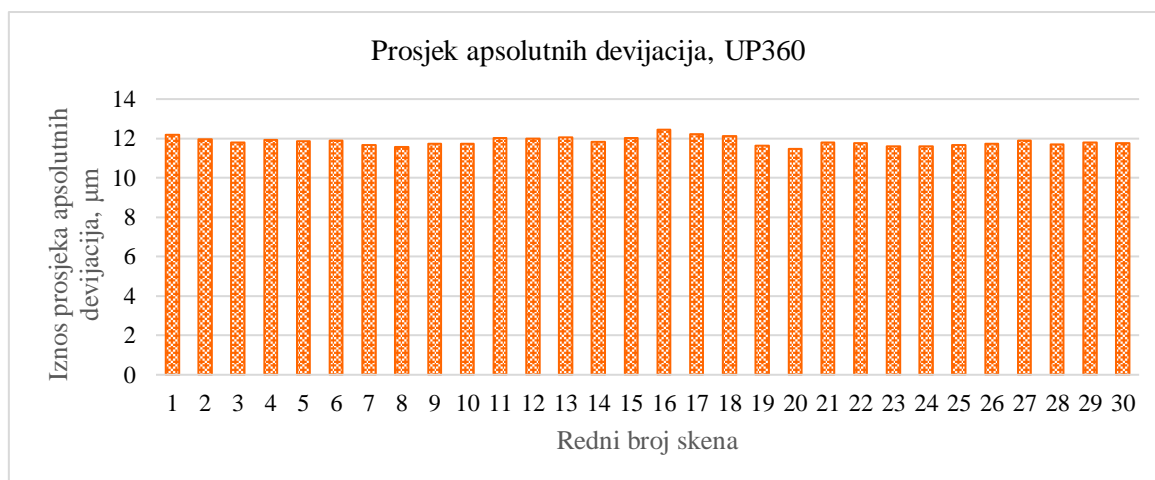 Prosjek apsolutnih devijacija, UP360
Iznos prosjeka apsolutnih
devijacija, μm
14
12
10
8
6
4
2
0
1 2 3 4 5 6 7 8 9 10 11 12 13 14 15 16 17 18 19 20 21 22 23 24 25 26 27 28 29 30
Redni broj skena